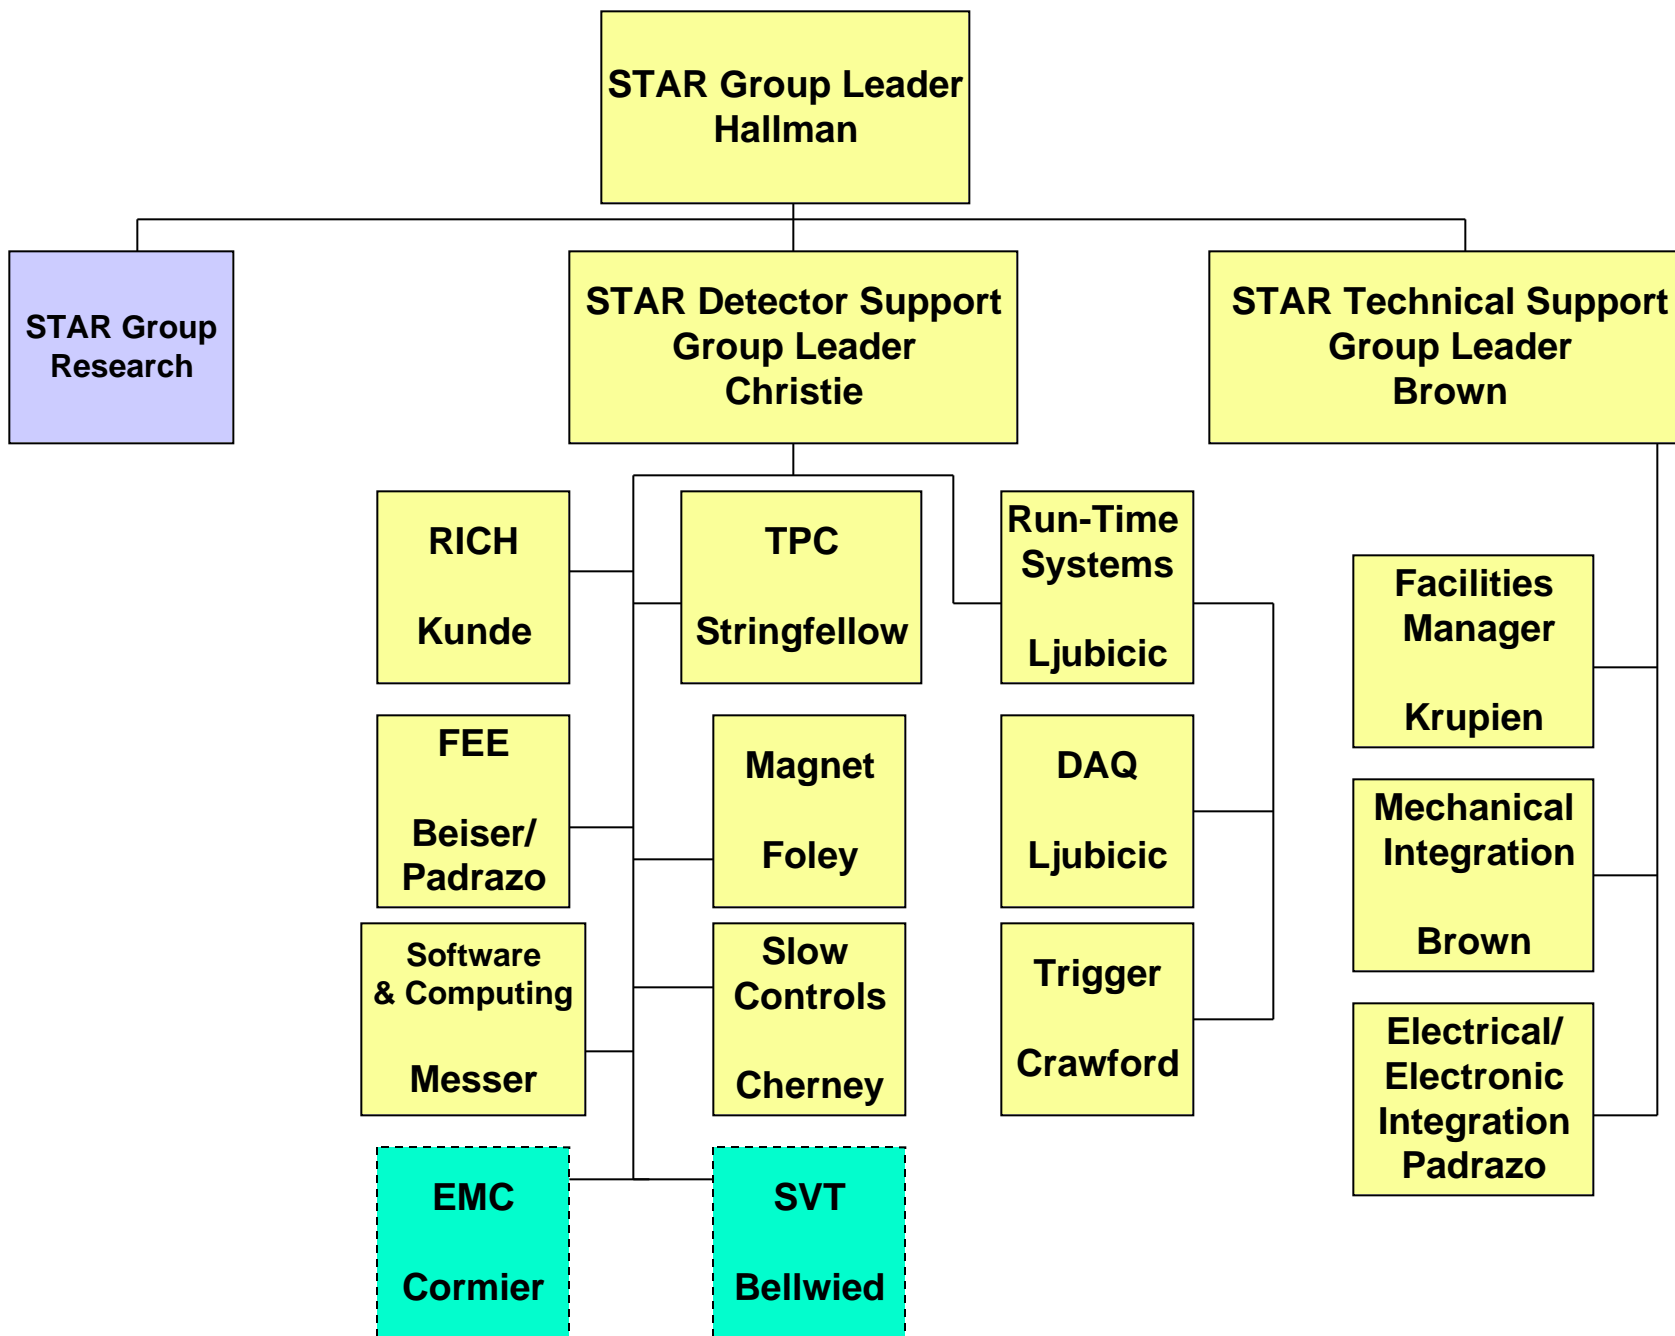 STAR Group Leader
Hallman
STAR Group
Research
STAR Detector Support
Group Leader
Christie
STAR Technical Support
Group Leader
Brown
RICH
Kunde
TPC
Stringfellow
Run-Time
Systems
Ljubicic
Facilities
Manager
Krupien
FEE
Beiser/
Padrazo
Magnet
Foley
DAQ
Ljubicic
Mechanical
Integration
Brown
Software
& Computing
Messer
Slow
Controls
Cherney
Trigger
Crawford
Electrical/
Electronic
Integration
Padrazo
EMC
Cormier
SVT
Bellwied